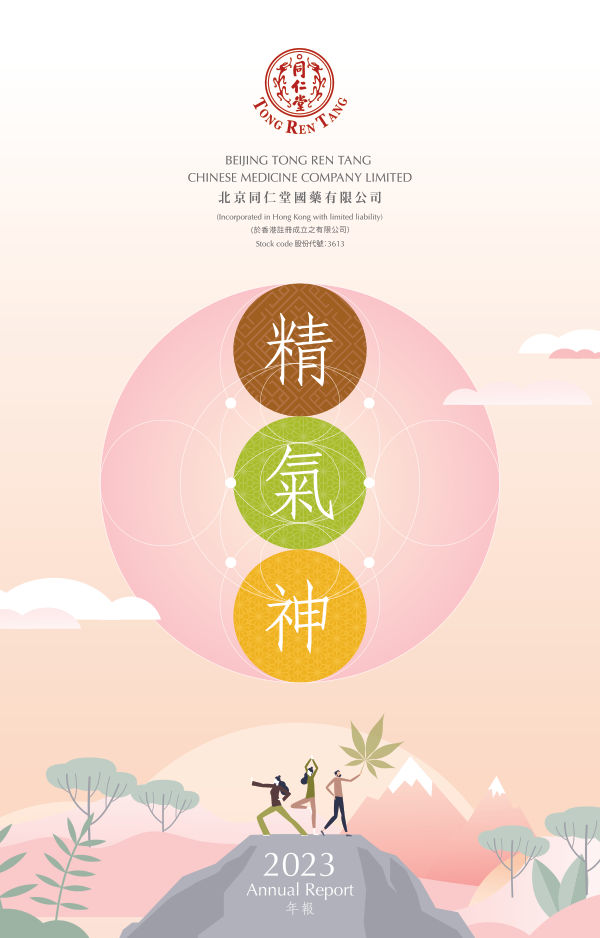 同仁堂
TONG REN TANG
BEIJING TONG REN TANG
CHINESE MEDICINE COMPANY LIMITED
北京同仁堂國藥有限公司
(Incorporated in Hong Kong with limited liability)
(於香港註冊成立之有限公司)
Stock code 股份代號：3613
精
氣
神
2023
Annual Report
年報